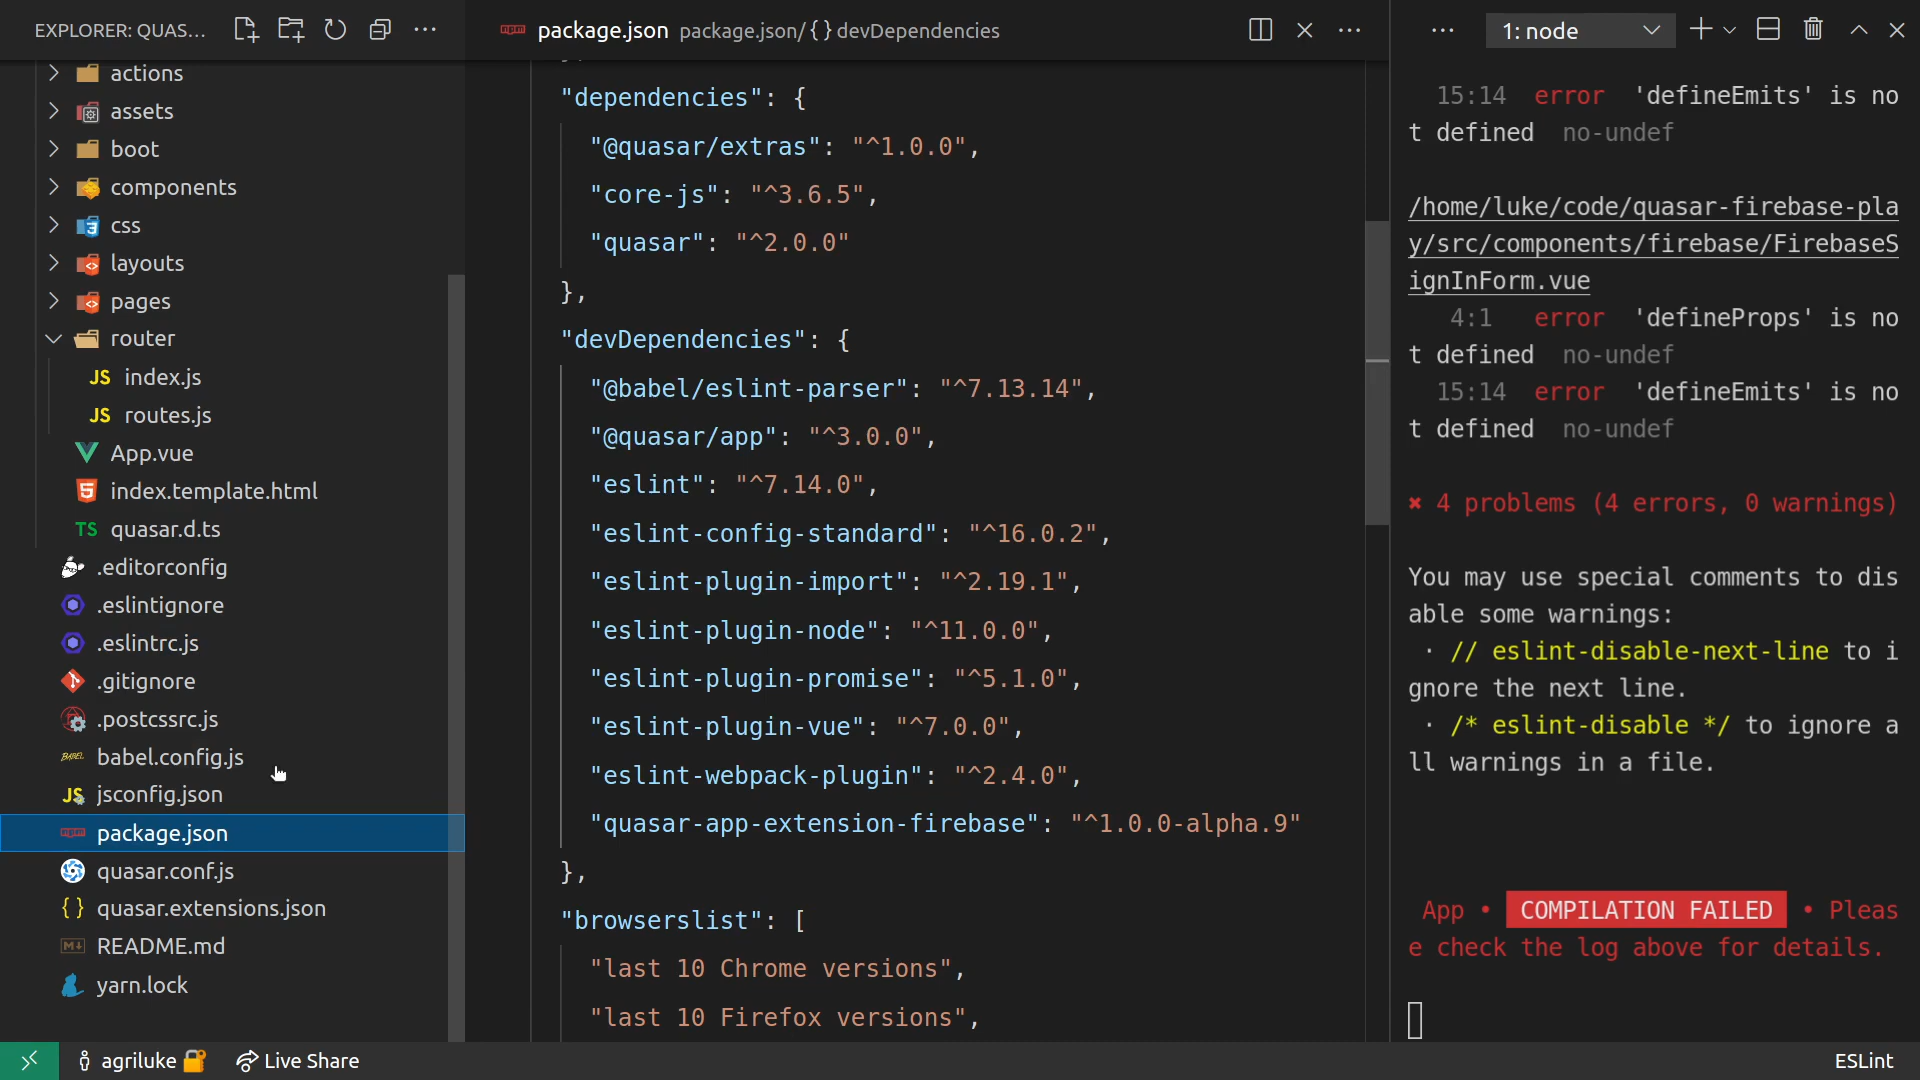 EXPLORER: QUAS...
actions
assets
boot
components
css
layouts
pages
router
JS index.js
JS routes.js
App.vue
index.template.html
TS quasar.d.ts
.editorconfig
.eslintignore
.eslintrc.js
.gitignore
.postcssrc.js
BABEL babel.config.js
JS jsconfig.json
package.json
quasar.conf.js
{ } quasar.extensions.json
M↓ README.md
yarn.lock
package.json package.json/{ } devDependencies
"dependencies": {
"@quasar/extras": "^1.0.0",
"core-js": "^3.6.5",
"quasar": "^2.0.0"
},
"devDependencies": {
"@babel/eslint-parser": "^7.13.14",
"@quasar/app": "^3.0.0",
"eslint": "^7.14.0",
"eslint-config-standard": "^16.0.2",
"eslint-plugin-import": "^2.19.1",
"eslint-plugin-node": "^11.0.0",
"eslint-plugin-promise": "^5.1.0",
"eslint-plugin-vue": "^7.0.0",
"eslint-webpack-plugin": "^2.4.0",
"quasar-app-extension-firebase": "^1.0.0-alpha.9"
},
"browserslist": [
"last 10 Chrome versions",
"last 10 Firefox versions",
1: node
15:14 error 'defineEmits' is no
t defined no-undef
/home/luke/code/quasar-firebase-pla
y/src/components/firebase/FirebaseS
ignInForm.vue
4:1 error 'defineProps' is no
t defined no-undef
15:14 error 'defineEmits' is no
t defined no-undef
✖ 4 problems (4 errors, 0 warnings)
You may use special comments to dis
able some warnings:
· // eslint-disable-next-line to i
gnore the next line.
· /* eslint-disable */ to ignore a
ll warnings in a file.
App • COMPILATION FAILED • Pleas
e check the log above for details.
agriluke
Live Share
ESLint